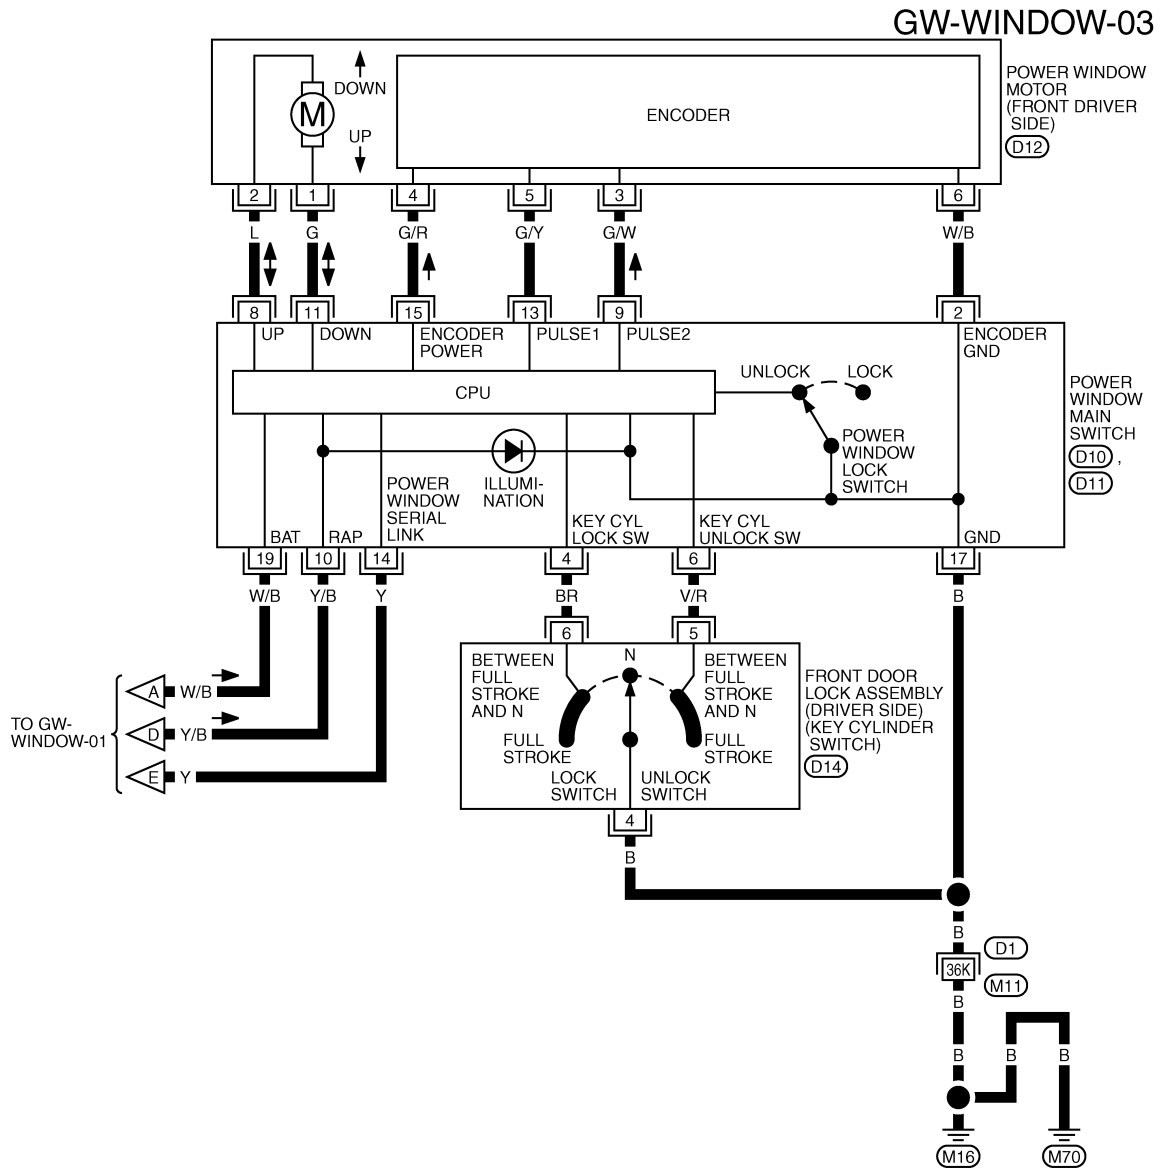 GW-WINDOW-03
DOWN
M
UP
ENCODER
POWER WINDOW
MOTOR
(FRONT DRIVER
SIDE)
D12
2 1 4 5 3 6
L G G/R G/Y G/W W/B
8 11 15 13 9 2
UP DOWN ENCODER
POWER PULSE1 PULSE2 ENCODER
GND
CPU
UNLOCK LOCK
POWER
WINDOW
LOCK
SWITCH
POWER
WINDOW
MAIN
SWITCH
D10 ,
D11
POWER
WINDOW
SERIAL
LINK
ILLUMI-
NATION
BAT RAP
KEY CYL
LOCK SW
KEY CYL
UNLOCK SW
GND
19 10 14 4 6 17
W/B Y/B Y BR V/R B
6 5
BETWEEN
FULL
STROKE
AND N
N
BETWEEN
FULL
STROKE
AND N
FULL
STROKE
FULL
STROKE
LOCK
SWITCH
UNLOCK
SWITCH
FRONT DOOR
LOCK ASSEMBLY
(DRIVER SIDE)
(KEY CYLINDER
SWITCH)
D14
TO GW-
WINDOW-01
A W/B
D Y/B
E Y
4
B
B
D1
36K
M11
B
B B B
M16 M70